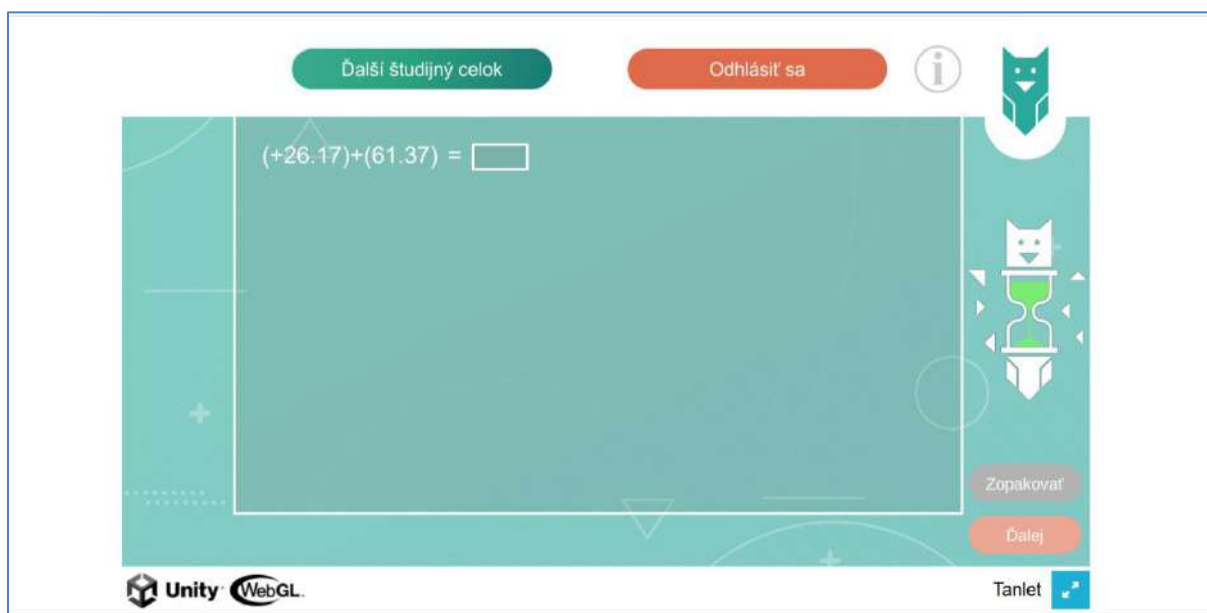 Ďalší študijný celok
Odhlásiť sa
(+26.17)+(61.37) =
Zopakovať
Ďalej
Unity WebGL.
Tanlet